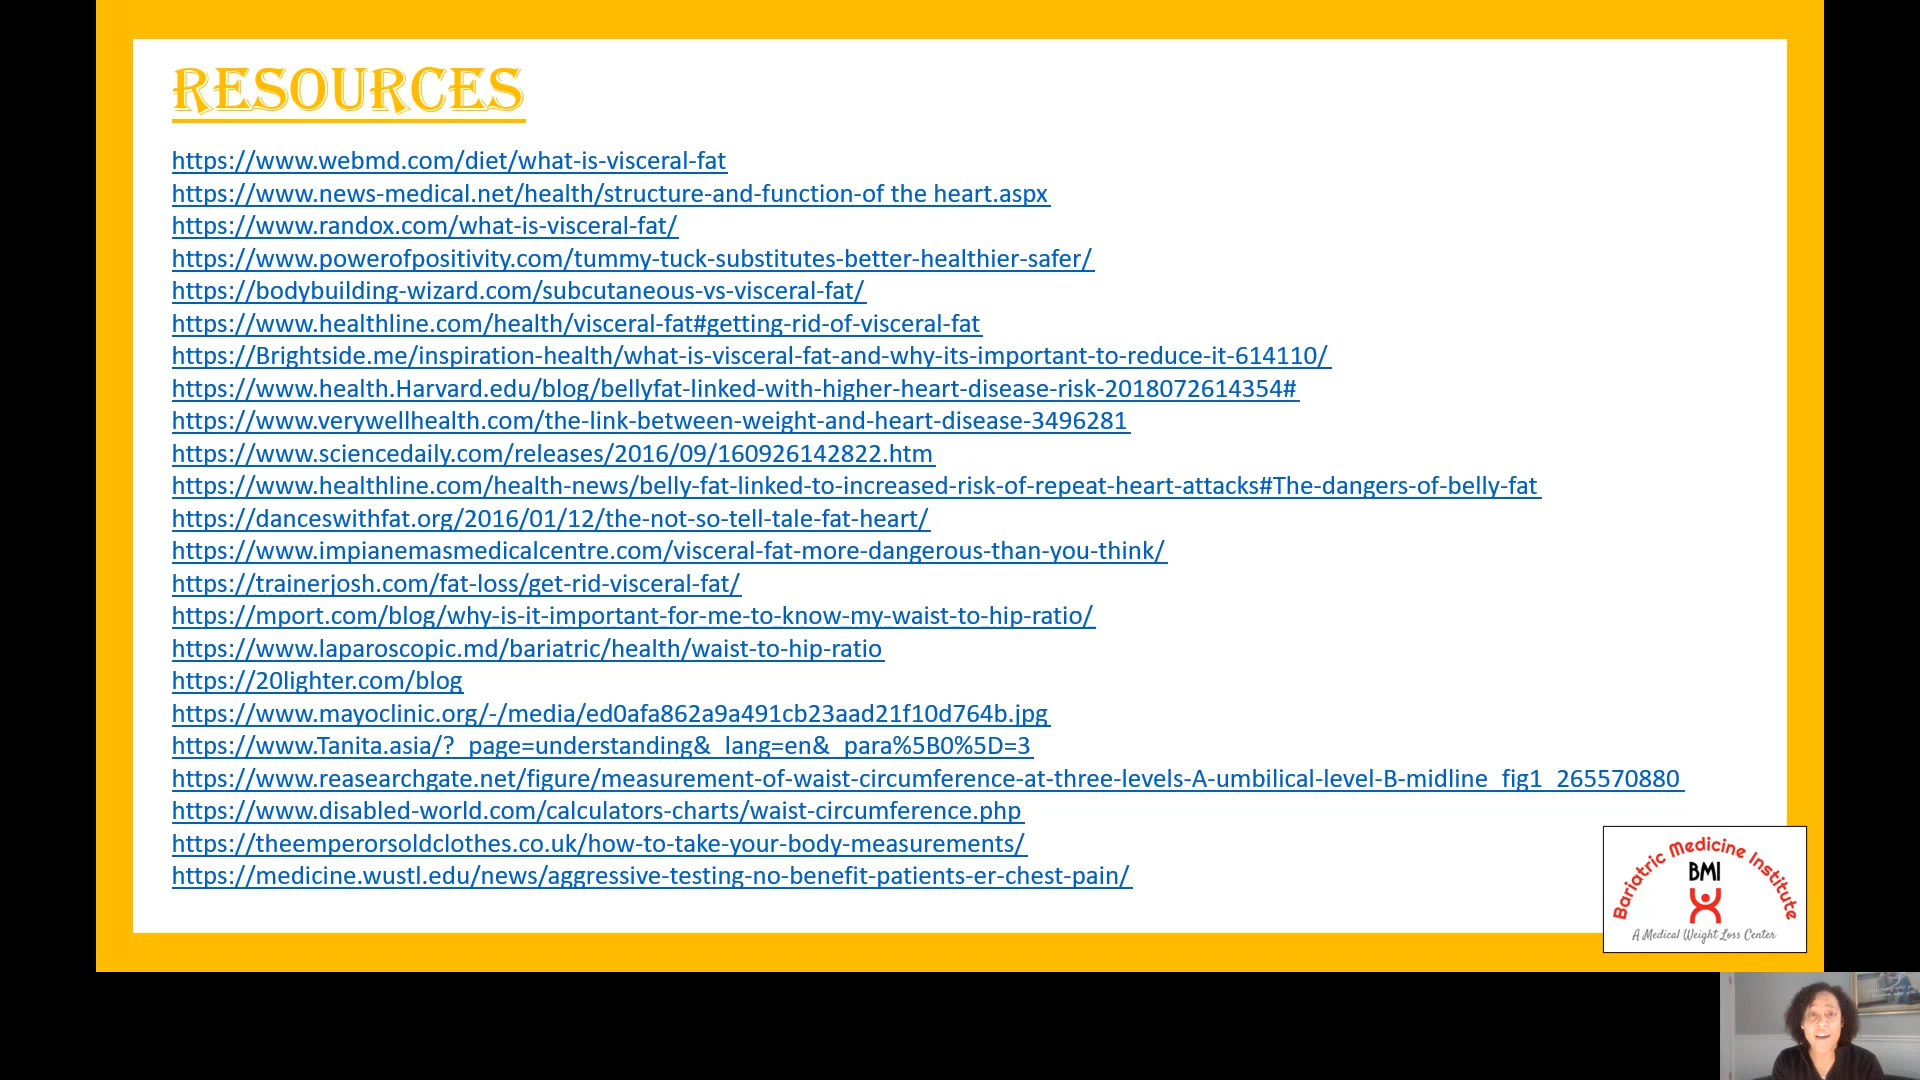 RESOURCES
https://www.webmd.com/diet/what-is-visceral-fat
https://www.news-medical.net/health/structure-and-function-of the heart.aspx
https://www.randox.com/what-is-visceral-fat/
https://www.powerofpositivity.com/tummy-tuck-substitutes-better-healthier-safer/
https://bodybuilding-wizard.com/subcutaneous-vs-visceral-fat/
https://www.healthline.com/health/visceral-fat#getting-rid-of-visceral-fat
https://Brightside.me/inspiration-health/what-is-visceral-fat-and-why-its-important-to-reduce-it-614110/
https://www.health.Harvard.edu/blog/bellyfat-linked-with-higher-heart-disease-risk-2018072614354#
https://www.verywellhealth.com/the-link-between-weight-and-heart-disease-3496281
https://www.sciencedaily.com/releases/2016/09/160926142822.htm
https://www.healthline.com/health-news/belly-fat-linked-to-increased-risk-of-repeat-heart-attacks#The-dangers-of-belly-fat
https://danceswithfat.org/2016/01/12/the-not-so-tell-tale-fat-heart/
https://www.impianemasmedicalcentre.com/visceral-fat-more-dangerous-than-you-think/
https://trainerjosh.com/fat-loss/get-rid-visceral-fat/
https://mport.com/blog/why-is-it-important-for-me-to-know-my-waist-to-hip-ratio/
https://www.laparoscopic.md/bariatric/health/waist-to-hip-ratio
https://20lighter.com/blog
https://www.mayoclinic.org/-/media/ed0afa862a9a491cb23aad21f10d764b.jpg
https://www.Tanita.asia/?_page=understanding&_lang=en&_para%5B0%5D=3
https://www.reasearchgate.net/figure/measurement-of-waist-circumference-at-three-levels-A-umbilical-level-B-midline_fig1_265570880
https://www.disabled-world.com/calculators-charts/waist-circumference.php
https://theemperorsoldclothes.co.uk/how-to-take-your-body-measurements/
https://medicine.wustl.edu/news/aggressive-testing-no-benefit-patients-er-chest-pain/
Bariatric Medicine Institute
BMI
A Medical Weight Loss Center